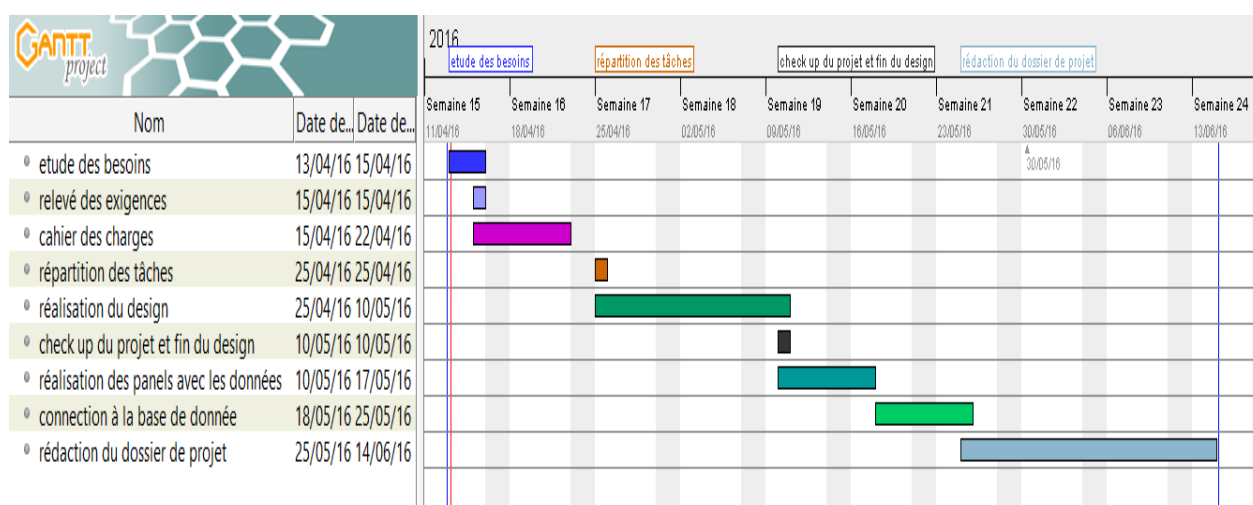 GANTT
project
2016
etude des besoins
répartition des tâches
check up du projet et fin du design
rédaction du dossier de projet
Nom Date de... Date de...
Semaine 15 Semaine 16 Semaine 17 Semaine 18 Semaine 19 Semaine 20 Semaine 21 Semaine 22 Semaine 23 Semaine 24
11/04/16 18/04/16 25/04/16 02/05/16 09/05/16 16/05/16 23/05/16 30/05/16 06/06/16 13/06/16
etude des besoins 13/04/16 15/04/16
30/05/16
relevé des exigences 15/04/16 15/04/16
cahier des charges 15/04/16 22/04/16
répartition des tâches 25/04/16 25/04/16
réalisation du design 25/04/16 10/05/16
check up du projet et fin du design 10/05/16 10/05/16
réalisation des panels avec les données 10/05/16 17/05/16
connection à la base de donnée 18/05/16 25/05/16
rédaction du dossier de projet 25/05/16 14/06/16